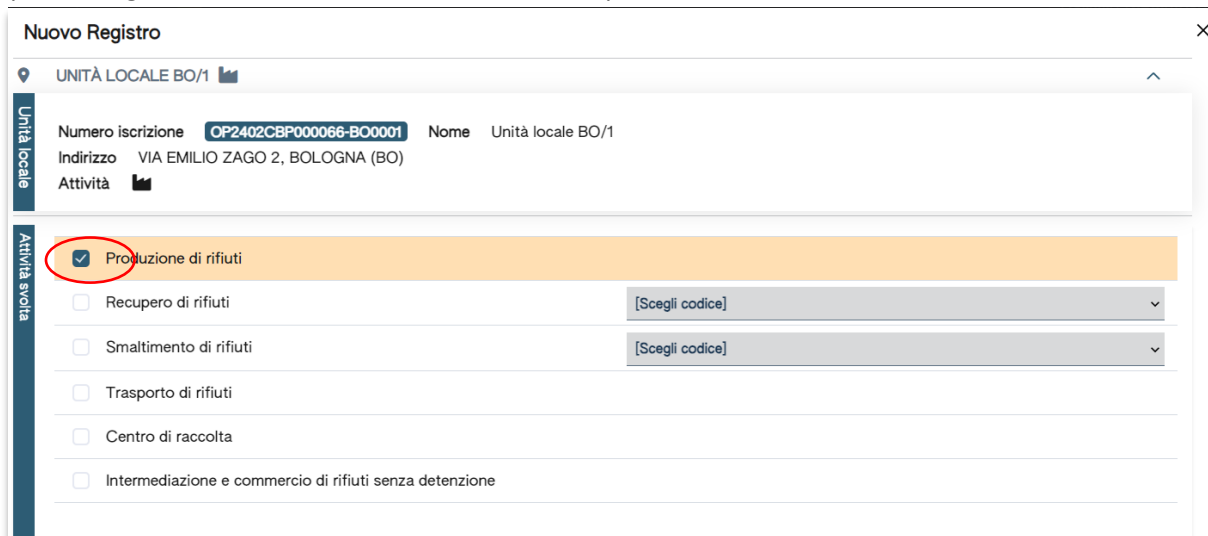 Nuovo Registro
UNITÀ LOCALE BO/1
Unità locale
Numero iscrizione OP2402CBP000066-BO0001 Nome Unità locale BO/1
Indirizzo VIA EMILIO ZAGO 2, BOLOGNA (BO)
Attività
Attività svolta
Produzione di rifiuti
Recupero di rifiuti [Scegli codice]
Smaltimento di rifiuti [Scegli codice]
Trasporto di rifiuti
Centro di raccolta
Intermediazione e commercio di rifiuti senza detenzione